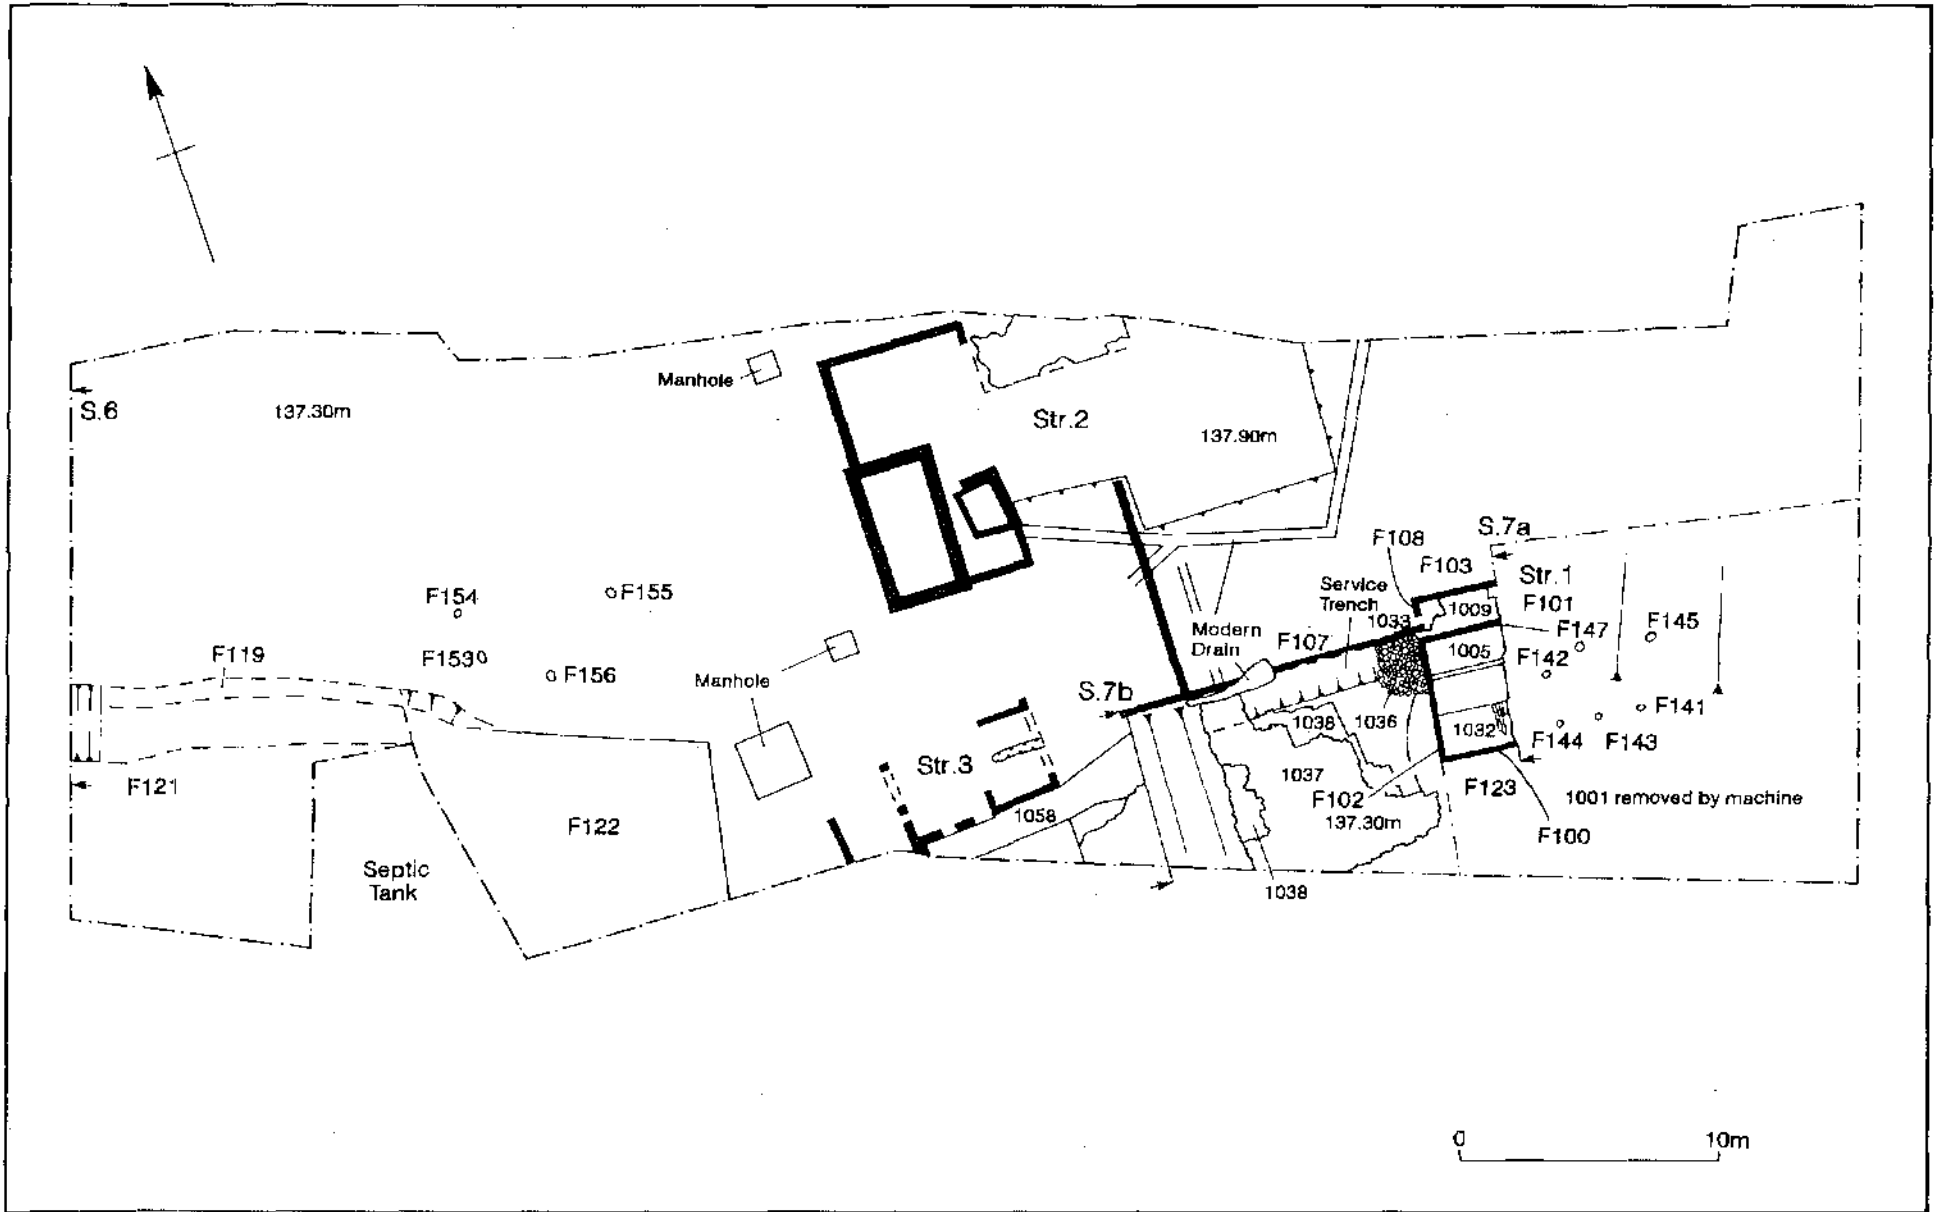 Manhole
Str.2
S.6
137.30m
137.90m
S.7a
F108
F103
Str.1
Service
Trench
F101
1009
1033
F154
F155
F147
F145
Modern
Drain
F107
1005
F142
F119
F153
F156
Manhole
S.7b
F141
1038
1036
1032
F144
F143
Str.3
1037
F121
F102
F123
1001 removed by machine
1058
F122
137.30m
F100
Septic
Tank
1038
0 10m